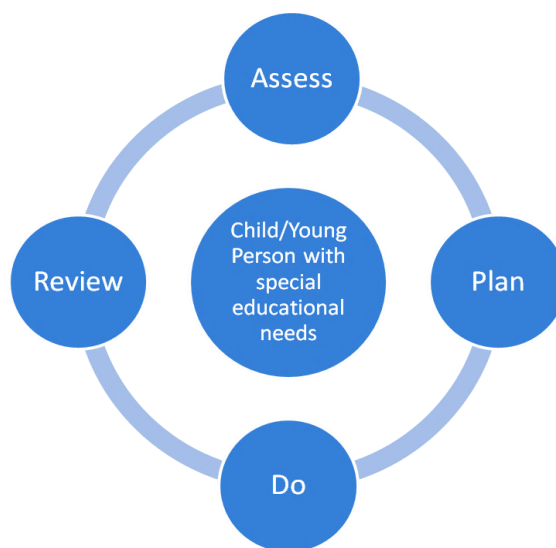 Assess
Child/Young
Person with
special
educational
needs
Review
Plan
Do